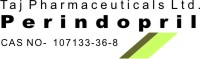 Taj Pharmaceuticals Ltd.
Perindopril
CAS NO- 107133-36-8